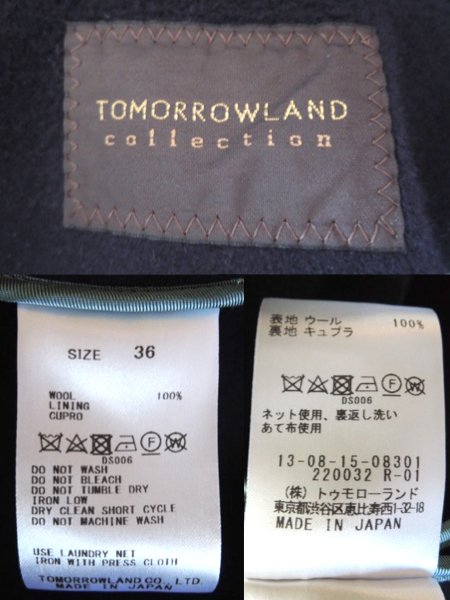 TOMORROWLAND
collection
SIZE 36
WOOL 100%
LINING
CUPRO
F W
DS006
DO NOT WASH
DO NOT BLEACH
DO NOT TUMBLE DRY
IRON LOW
DRY CLEAN SHORT CYCLE
DO NOT MACHINE WASH
USE LAUNDRY NET
IRON WITH PRESS CLOTH
TOMORROWLAND CO., LTD.
MADE IN JAPAN
表地 ウール 100%
裏地 キュプラ
F W
DS006
ネット使用、裏返し洗い
あて布使用
13-08-15-08301
220032 R-01
(株) トゥモローランド
東京都渋谷区恵比寿西1-32-18
MADE IN JAPAN